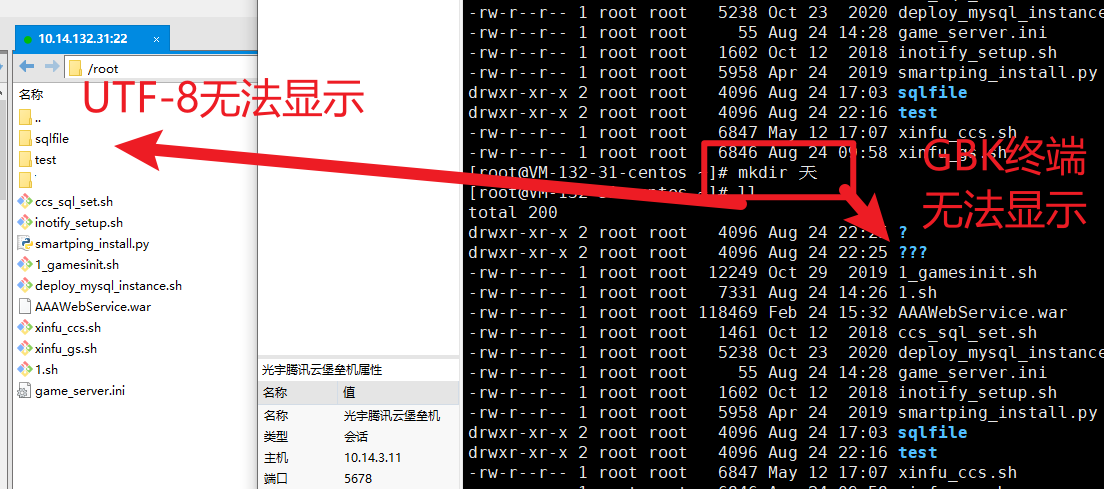 10.14.132.31:22
×
/root
名称
..
sqlfile
test
ccs_sql_set.sh
inotify_setup.sh
smartping_install.py
1_gamesinit.sh
deploy_mysql_instance.sh
AAAWebService.war
xinfu_ccs.sh
xinfu_gs.sh
1.sh
game_server.ini
UTF-8无法显示
光宇腾讯云堡垒机属性
名称 值
名称 光宇腾讯云堡垒机
类型 会话
主机 10.14.3.11
端口 5678
-rw-r--r-- 1 root root 5238 Oct 23 2020 deploy_mysql_instance
-rw-r--r-- 1 root root 55 Aug 24 14:28 game_server.ini
-rw-r--r-- 1 root root 1602 Oct 12 2018 inotify_setup.sh
-rw-r--r-- 1 root root 5958 Apr 24 2019 smartping_install.py
drwxr-xr-x 2 root root 4096 Aug 24 17:03 sqlfile
drwxr-xr-x 2 root root 4096 Aug 24 22:16 test
-rw-r--r-- 1 root root 6847 May 12 17:07 xinfu_ccs.sh
-rw-r--r-- 1 root root 6846 Aug 24 09:58 xinfu_gs.sh
[root@VM-132-31-centos ~]# mkdir 天
[root@VM-132-31-centos ~]# ll
total 200
drwxr-xr-x 2 root root 4096 Aug 24 22:25 ?
drwxr-xr-x 2 root root 4096 Aug 24 22:25 ???
-rw-r--r-- 1 root root 12249 Oct 29 2019 1_gamesinit.sh
-rw-r--r-- 1 root root 7331 Aug 24 14:26 1.sh
-rw-r--r-- 1 root root 118469 Feb 24 15:32 AAAWebService.war
-rw-r--r-- 1 root root 1461 Oct 12 2018 ccs_sql_set.sh
-rw-r--r-- 1 root root 5238 Oct 23 2020 deploy_mysql_instance
-rw-r--r-- 1 root root 55 Aug 24 14:28 game_server.ini
-rw-r--r-- 1 root root 1602 Oct 12 2018 inotify_setup.sh
-rw-r--r-- 1 root root 5958 Apr 24 2019 smartping_install.py
drwxr-xr-x 2 root root 4096 Aug 24 17:03 sqlfile
drwxr-xr-x 2 root root 4096 Aug 24 22:16 test
-rw-r--r-- 1 root root 6847 May 12 17:07 xinfu_ccs.sh
GBK终端
无法显示